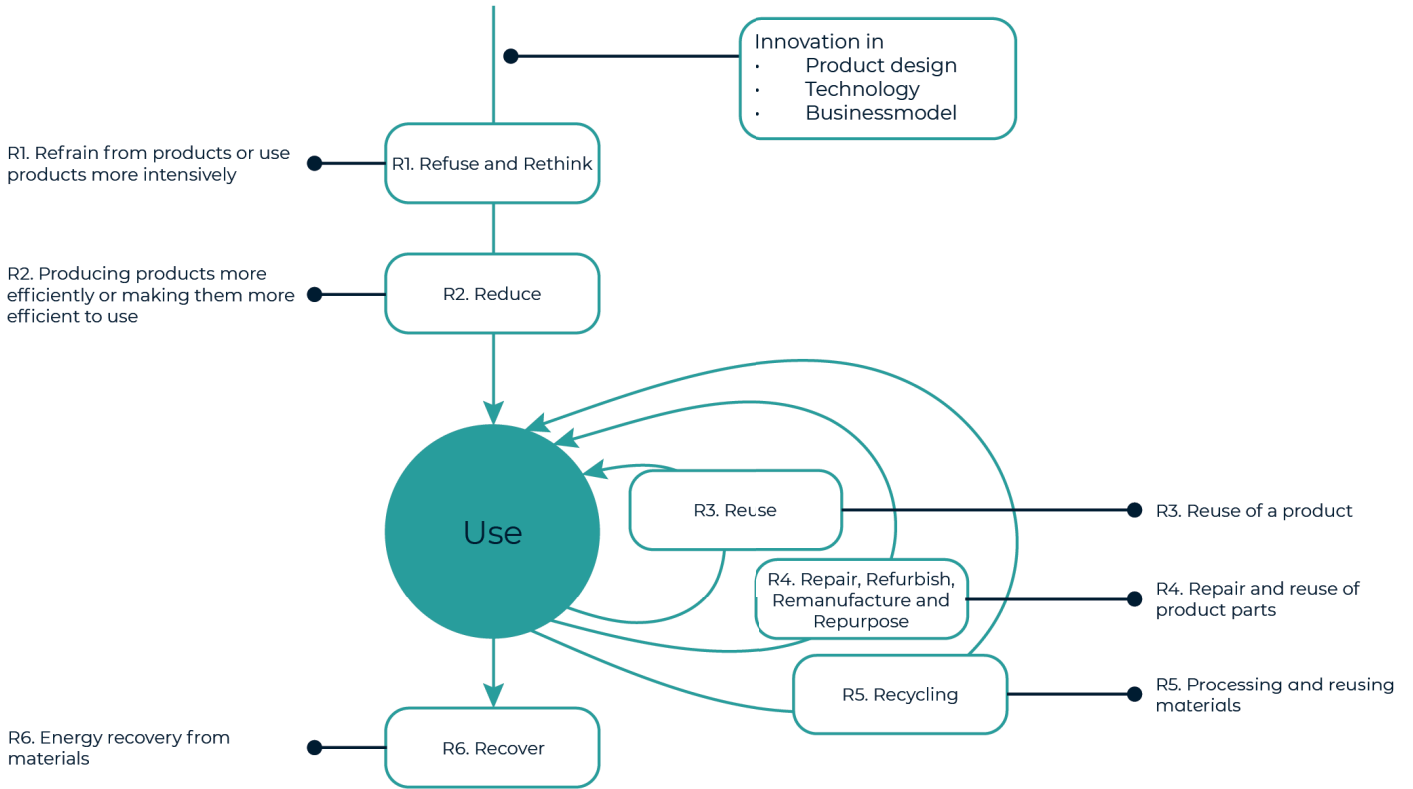 Innovation in
· Product design
· Technology
· Businessmodel
R1. Refrain from products or use
products more intensively
R1. Refuse and Rethink
R2. Producing products more
efficiently or making them more
efficient to use
R2. Reduce
Use
R3. Reuse
R3. Reuse of a product
R4. Repair, Refurbish,
Remanufacture and
Repurpose
R4. Repair and reuse of
product parts
R5. Recycling
R5. Processing and reusing
materials
R6. Energy recovery from
materials
R6. Recover